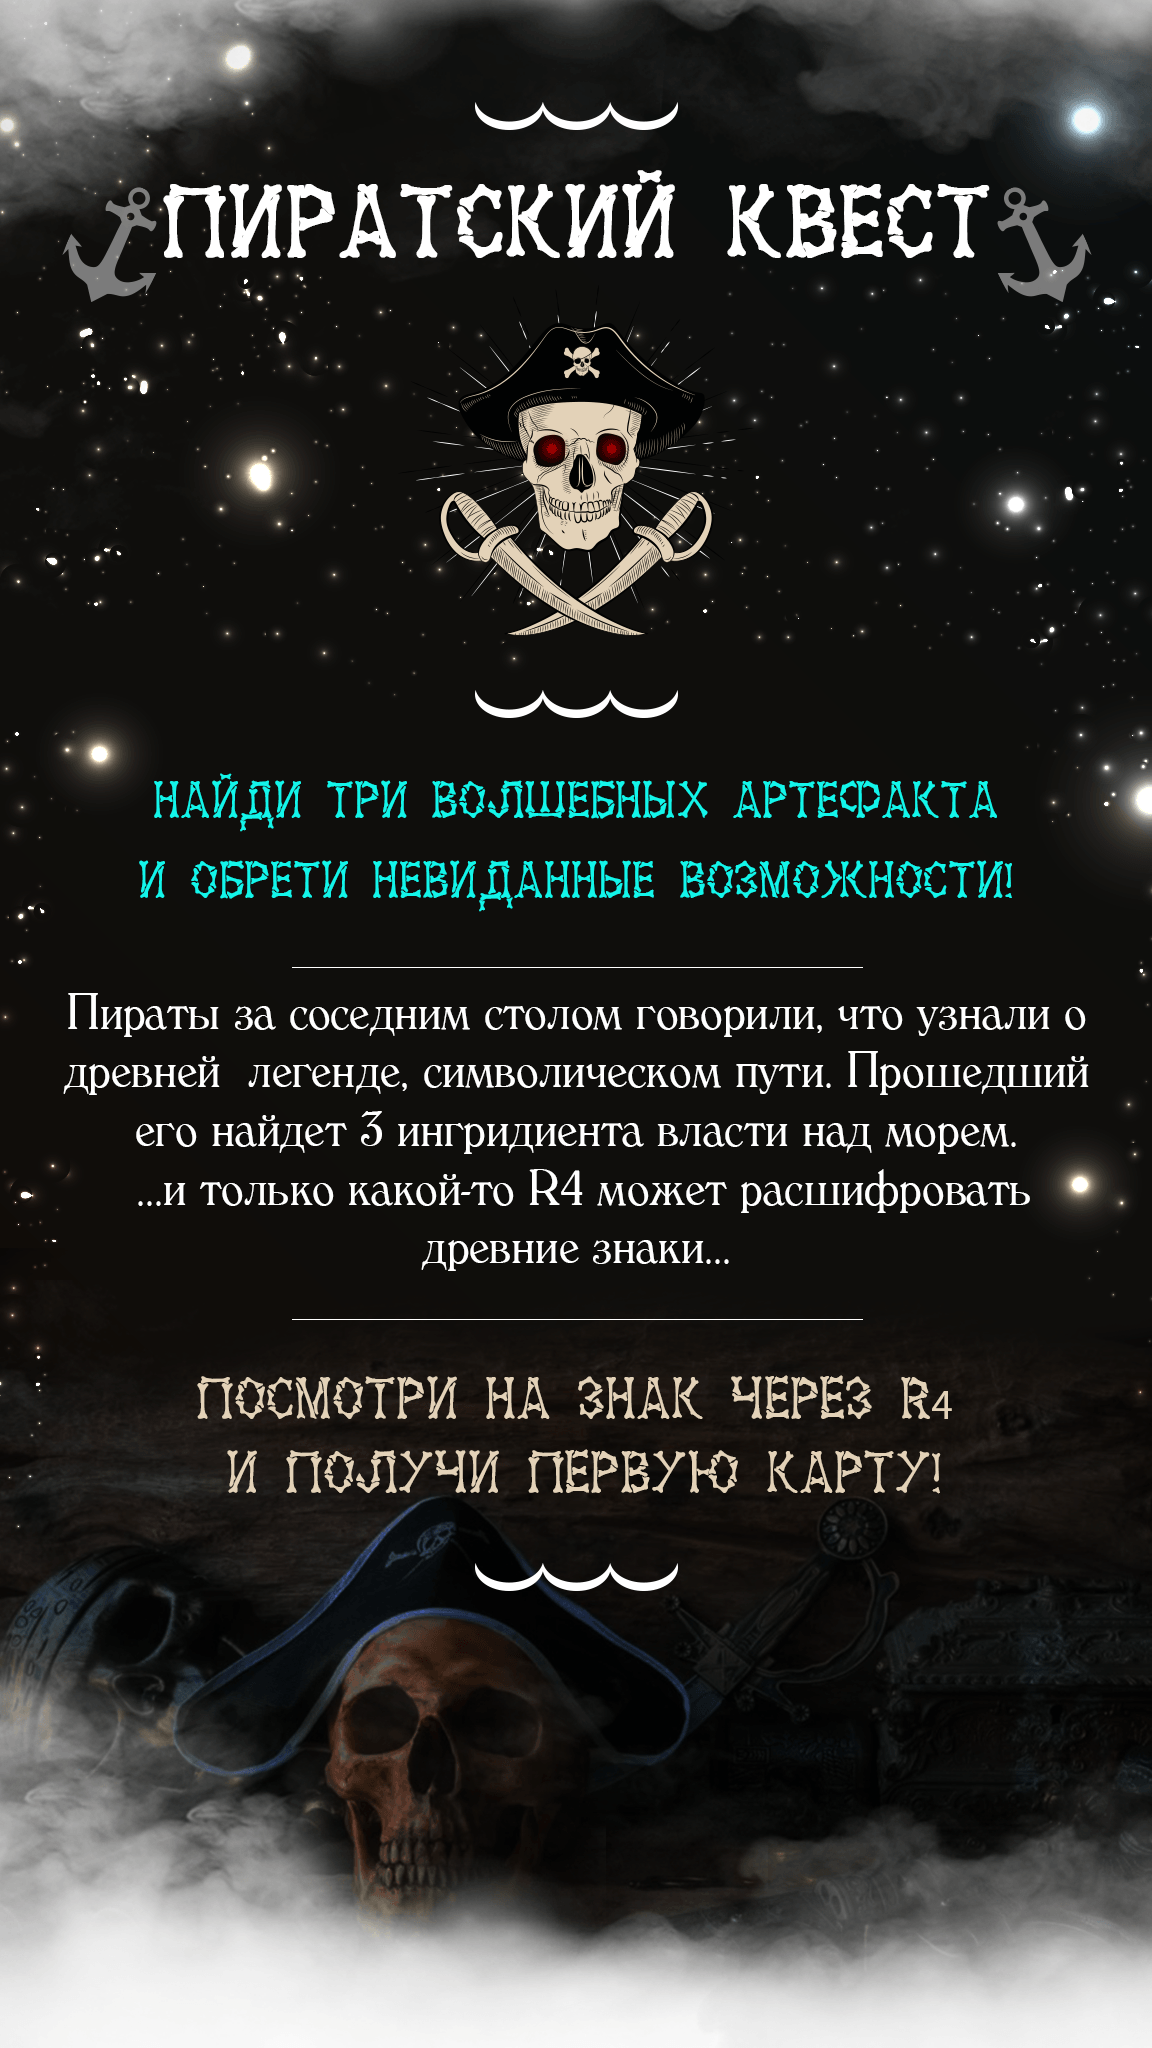 ПИРАТСКИЙ КВЕСТ
НАЙДИ ТРИ ВОЛШЕБНЫХ АРТЕФАКТА
И ОБРЕТИ НЕВИДАННЫЕ ВОЗМОЖНОСТИ!
Пираты за соседним столом говорили, что узнали о
древней легенде, символическом пути. Прошедший
его найдет 3 ингридиента власти над морем.
...и только какой-то R4 может расшифровать
древние знаки...
ПОСМОТРИ НА ЗНАК ЧЕРЕЗ R4
И ПОЛУЧИ ПЕРВУЮ КАРТУ!